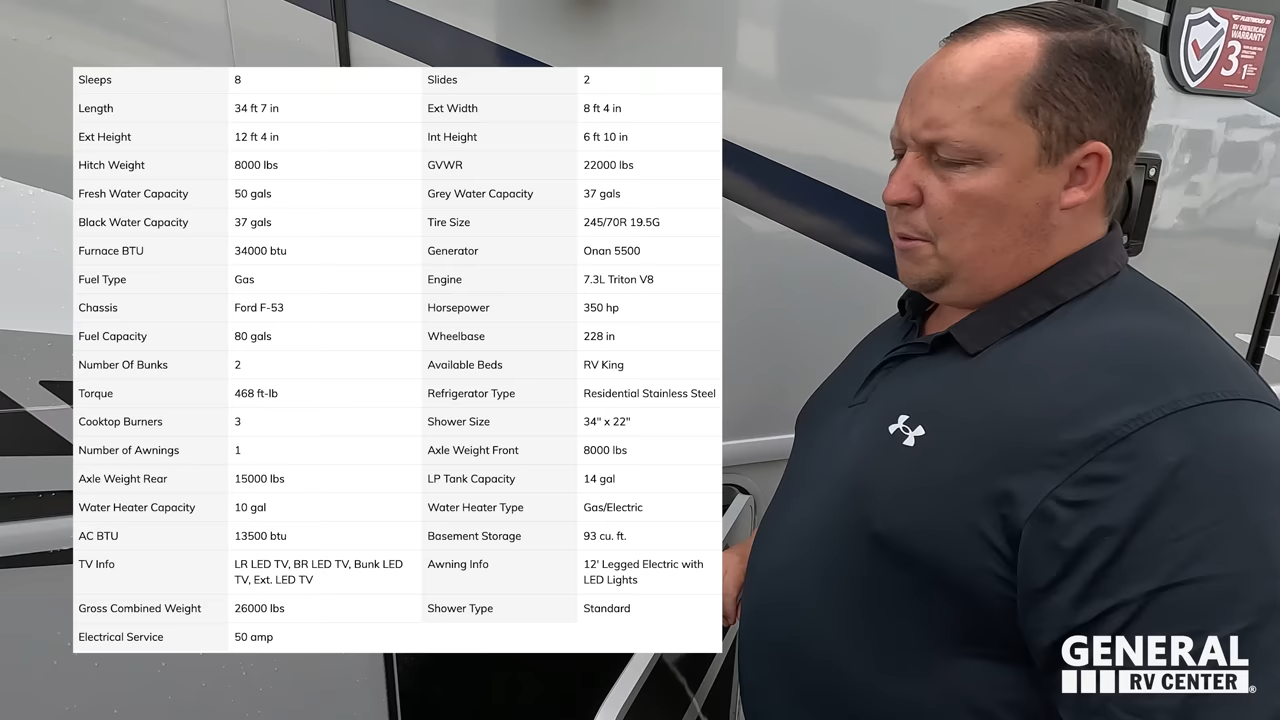 FLEETWOOD RV
RV OWNERCARE
WARRANTY
3
1
Sleeps 8 Slides 2
Length 34 ft 7 in Ext Width 8 ft 4 in
Ext Height 12 ft 4 in Int Height 6 ft 10 in
Hitch Weight 8000 lbs GVWR 22000 lbs
Fresh Water Capacity 50 gals Grey Water Capacity 37 gals
Black Water Capacity 37 gals Tire Size 245/70R 19.5G
Furnace BTU 34000 btu Generator Onan 5500
Fuel Type Gas Engine 7.3L Triton V8
Chassis Ford F-53 Horsepower 350 hp
Fuel Capacity 80 gals Wheelbase 228 in
Number Of Bunks 2 Available Beds RV King
Torque 468 ft-lb Refrigerator Type Residential Stainless Steel
Cooktop Burners 3 Shower Size 34" x 22"
Number of Awnings 1 Axle Weight Front 8000 lbs
Axle Weight Rear 15000 lbs LP Tank Capacity 14 gal
Water Heater Capacity 10 gal Water Heater Type Gas/Electric
AC BTU 13500 btu Basement Storage 93 cu. ft.
TV Info LR LED TV, BR LED TV, Bunk LED Awning Info 12' Legged Electric with
TV, Ext. LED TV LED Lights
Gross Combined Weight 26000 lbs Shower Type Standard
Electrical Service 50 amp
GENERAL
RV CENTER®